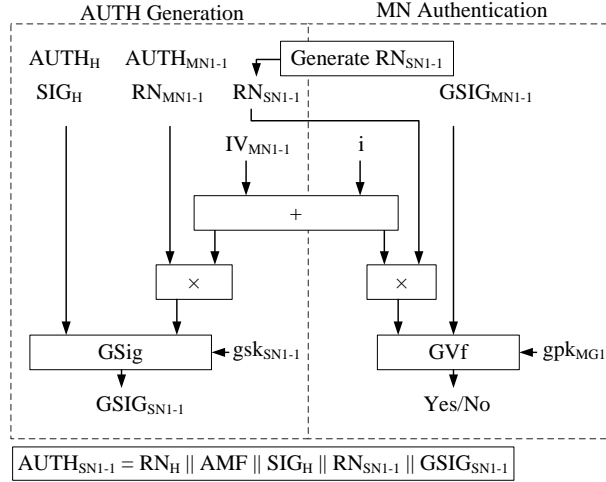 AUTH Generation
MN Authentication
AUTH_H
AUTH_MN1-1
Generate RN_SN1-1
SIG_H
RN_MN1-1
RN_SN1-1
GSIG_MN1-1
IV_MN1-1
i
+
×
×
GSig
gsk_SN1-1
GVf
gpk_MG1
GSIG_SN1-1
Yes/No
AUTH_SN1-1 = RN_H || AMF || SIG_H || RN_SN1-1 || GSIG_SN1-1